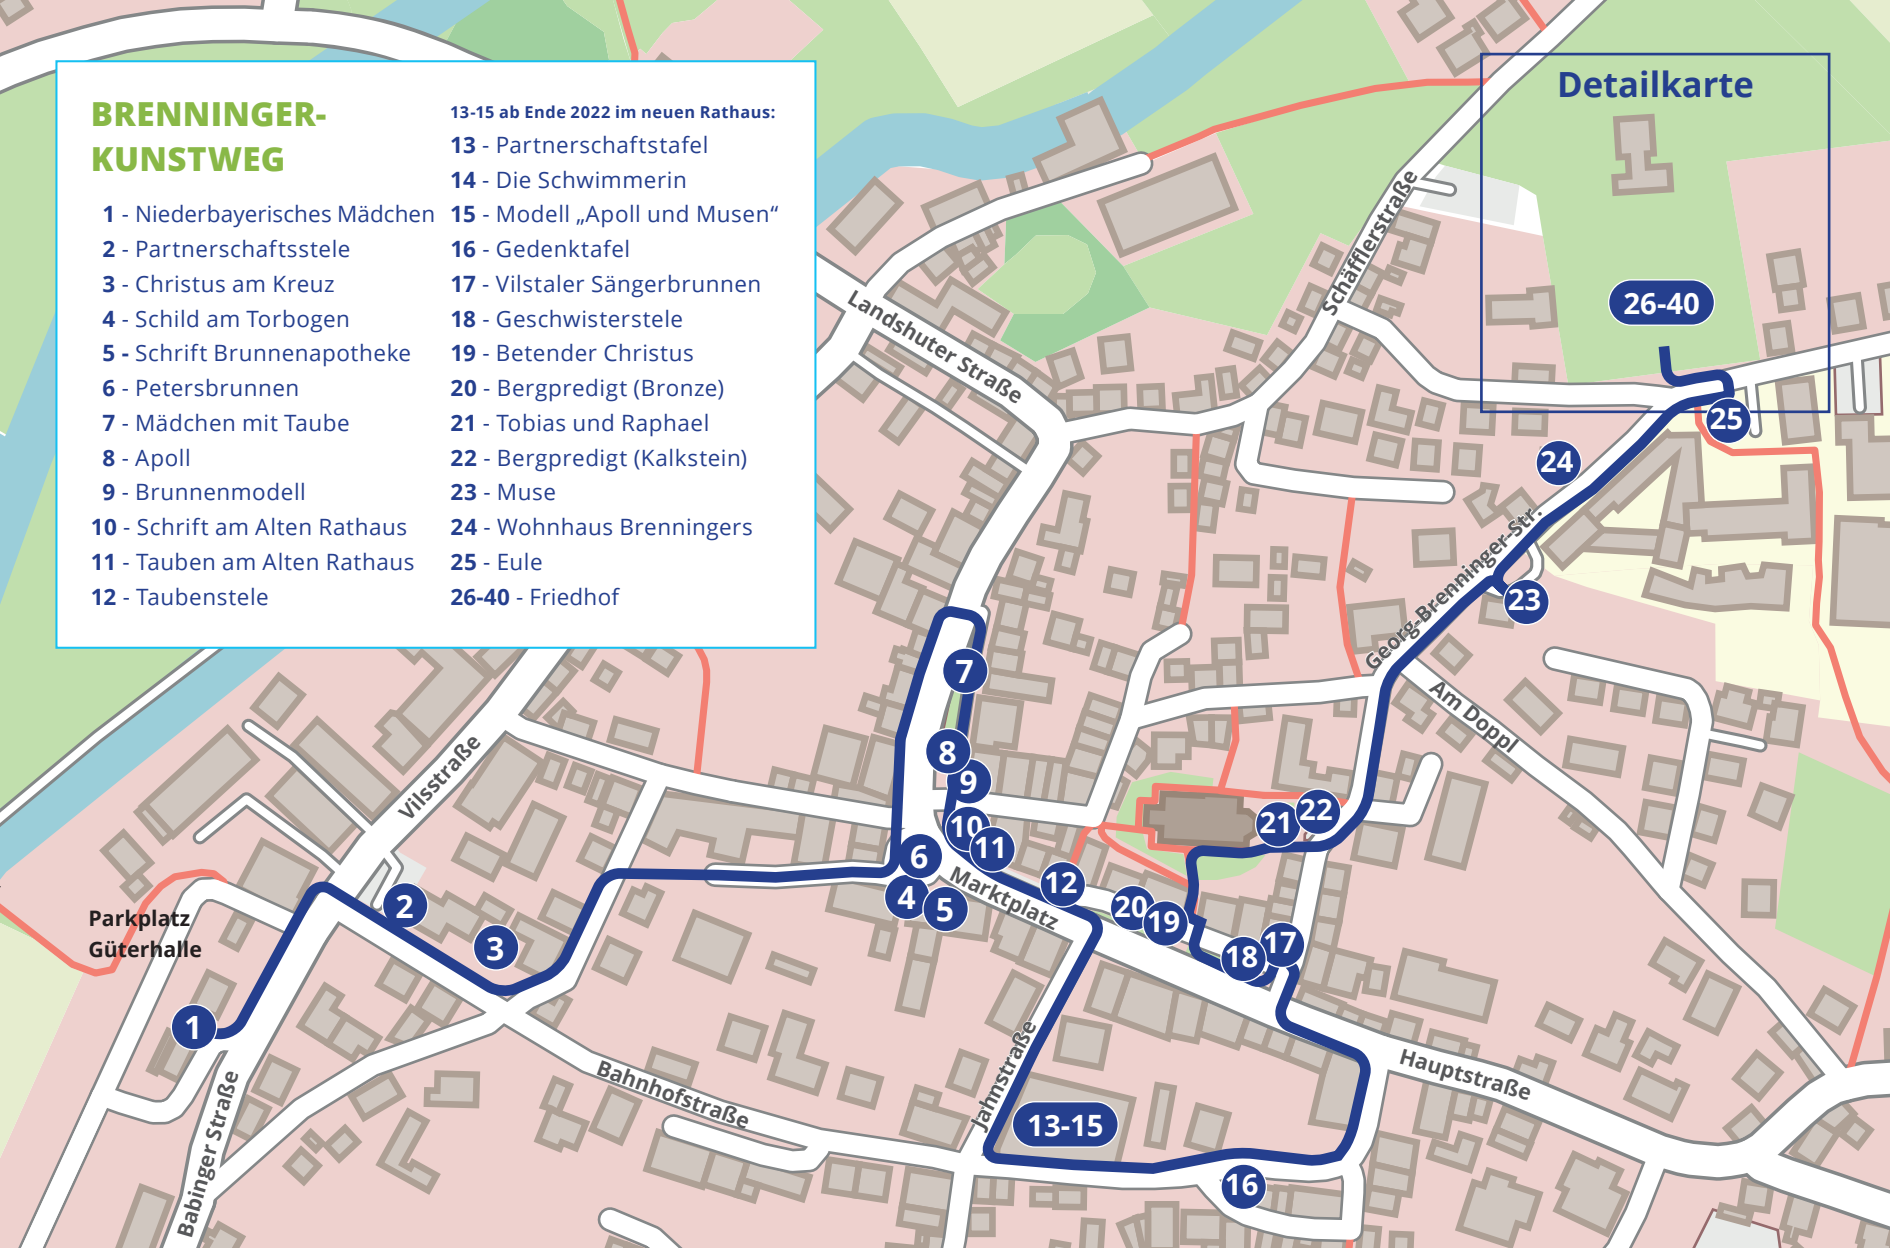 BRENNINGER-
KUNSTWEG
1 - Niederbayerisches Mädchen
2 - Partnerschaftsstele
3 - Christus am Kreuz
4 - Schild am Torbogen
5 - Schrift Brunnenapotheke
6 - Petersbrunnen
7 - Mädchen mit Taube
8 - Apoll
9 - Brunnenmodell
10 - Schrift am Alten Rathaus
11 - Tauben am Alten Rathaus
12 - Taubenstele
13-15 ab Ende 2022 im neuen Rathaus:
13 - Partnerschaftstafel
14 - Die Schwimmerin
15 - Modell „Apoll und Musen“
16 - Gedenktafel
17 - Vilstaler Sängerbrunnen
18 - Geschwisterstele
19 - Betender Christus
20 - Bergpredigt (Bronze)
21 - Tobias und Raphael
22 - Bergpredigt (Kalkstein)
23 - Muse
24 - Wohnhaus Brenningers
25 - Eule
26-40 - Friedhof
Detailkarte
26-40
25
24
23
Schäfflerstraße
Landshuter Straße
Georg-Brenninger-Str.
Am Doppl
Vilsstraße
7
8
9
10
11
6
4
5
12
Marktplatz
20
19
18
17
21
22
2
3
Parkplatz
Güterhalle
1
Babinger Straße
Bahnhofstraße
Jahnstraße
13-15
16
Hauptstraße